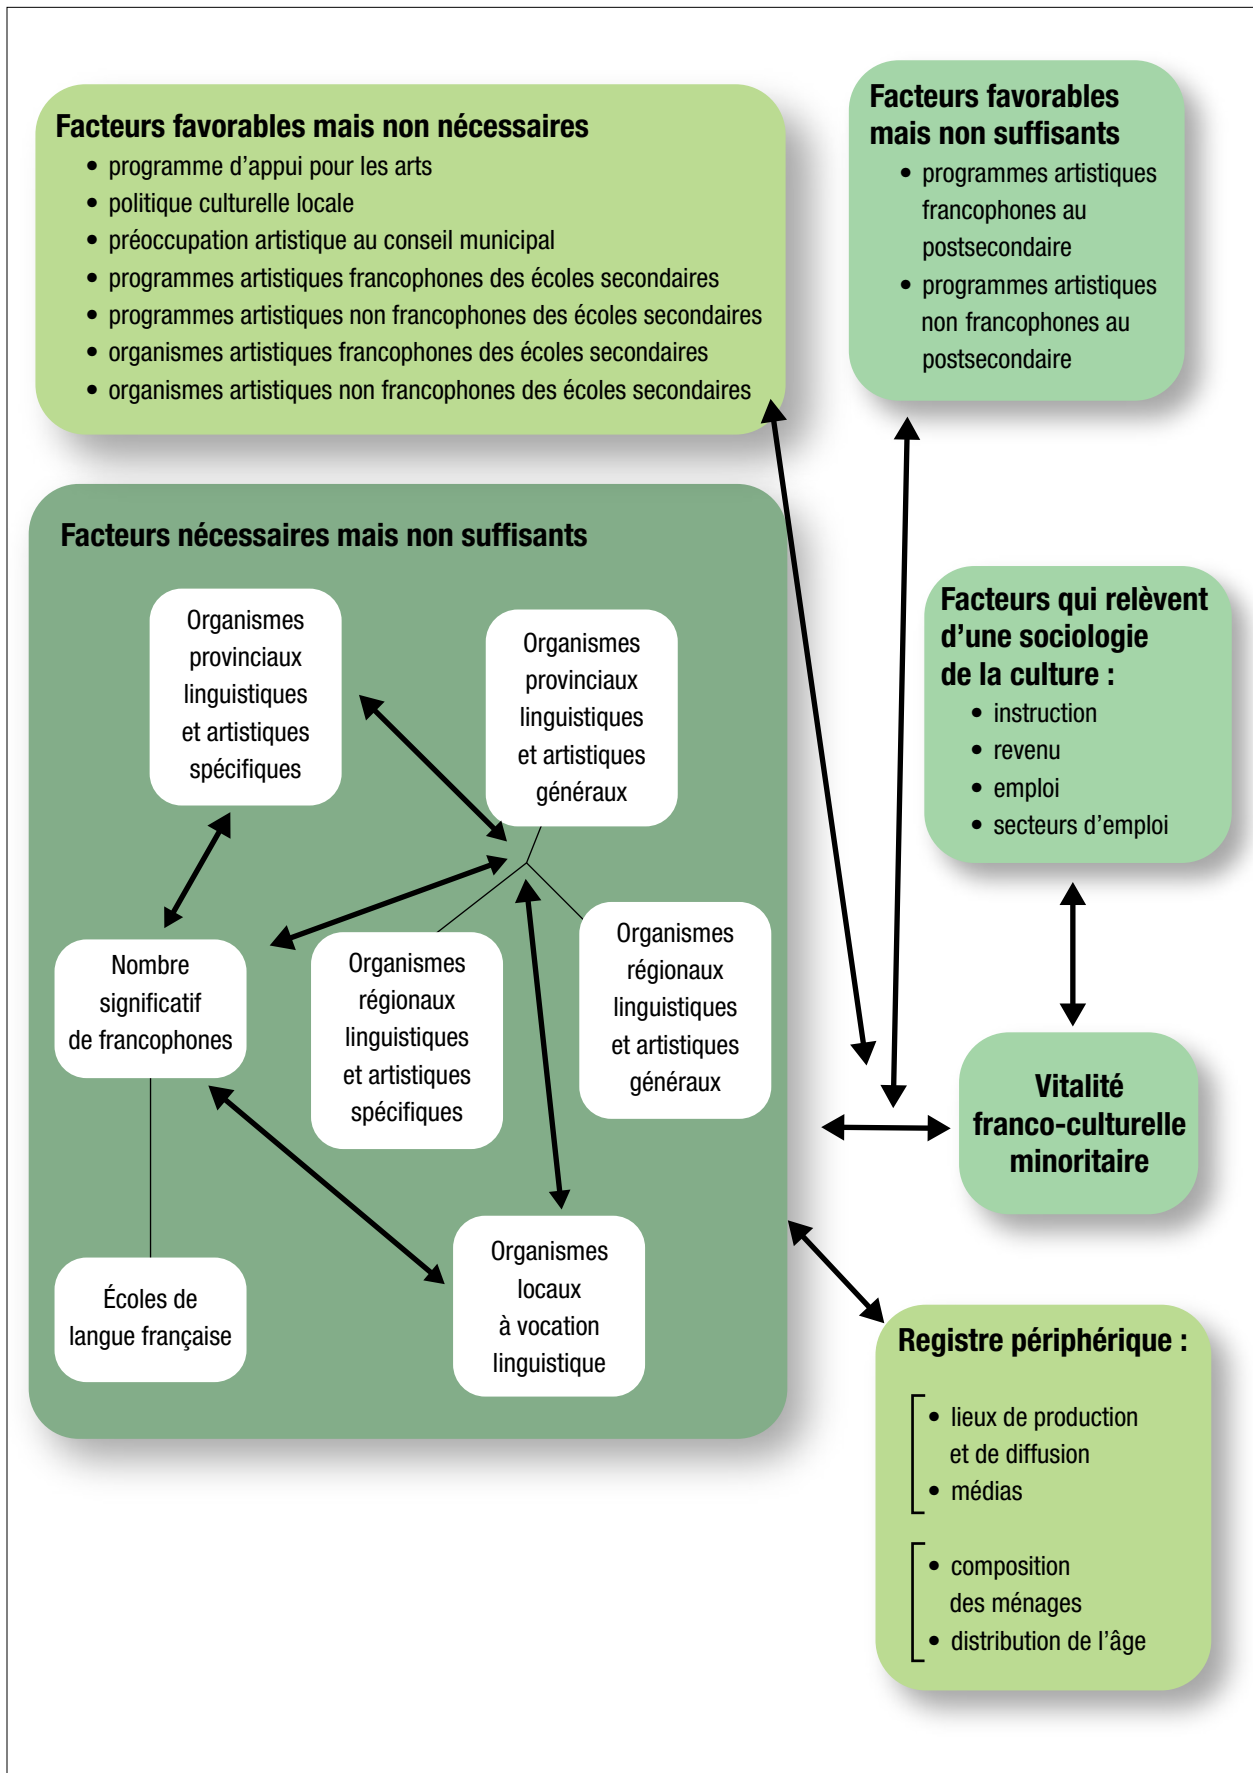 Facteurs favorables mais non nécessaires
• programme d'appui pour les arts
• politique culturelle locale
• préoccupation artistique au conseil municipal
• programmes artistiques francophones des écoles secondaires
• programmes artistiques non francophones des écoles secondaires
• organismes artistiques francophones des écoles secondaires
• organismes artistiques non francophones des écoles secondaires
Facteurs favorables
mais non suffisants
• programmes artistiques
francophones au
postsecondaire
• programmes artistiques
non francophones au
postsecondaire
Facteurs nécessaires mais non suffisants
Organismes
provinciaux
linguistiques
et artistiques
spécifiques
Organismes
provinciaux
linguistiques
et artistiques
généraux
Nombre
significatif
de francophones
Organismes
régionaux
linguistiques
et artistiques
spécifiques
Organismes
régionaux
linguistiques
et artistiques
généraux
Écoles de
langue française
Organismes
locaux
à vocation
linguistique
Facteurs qui relèvent
d'une sociologie
de la culture :
• instruction
• revenu
• emploi
• secteurs d'emploi
Vitalité
franco-culturelle
minoritaire
Registre périphérique :
• lieux de production
et de diffusion
• médias
• composition
des ménages
• distribution de l'âge